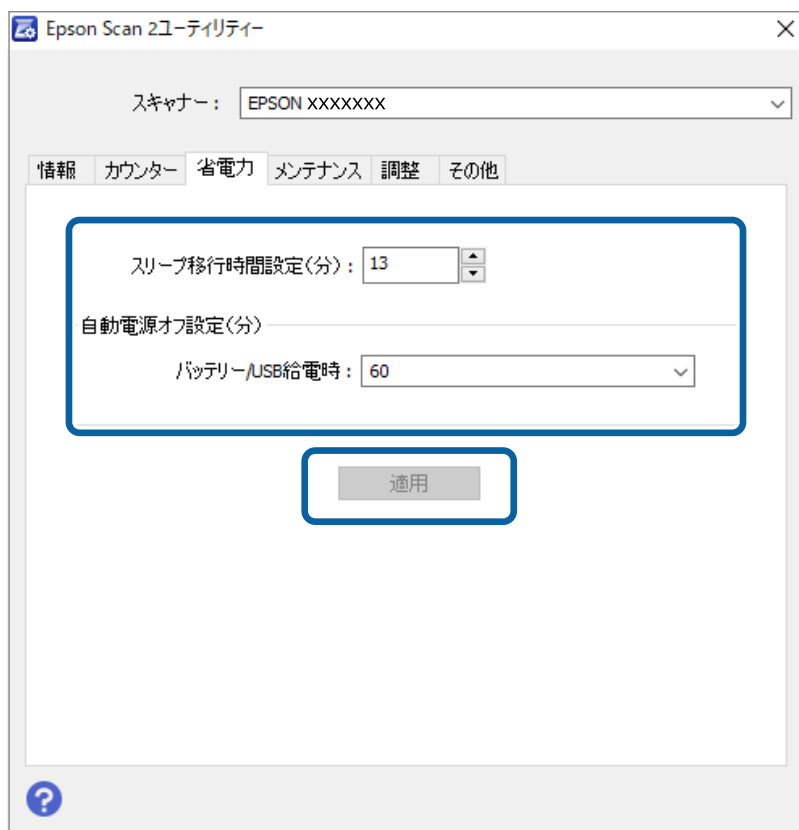 Epson Scan 2ユーティリティー
スキャナー： EPSON XXXXXXX
情報 カウンター 省電力 メンテナンス 調整 その他
スリープ移行時間設定(分)： 13
自動電源オフ設定(分)
バッテリー/USB給電時： 60
適用
?